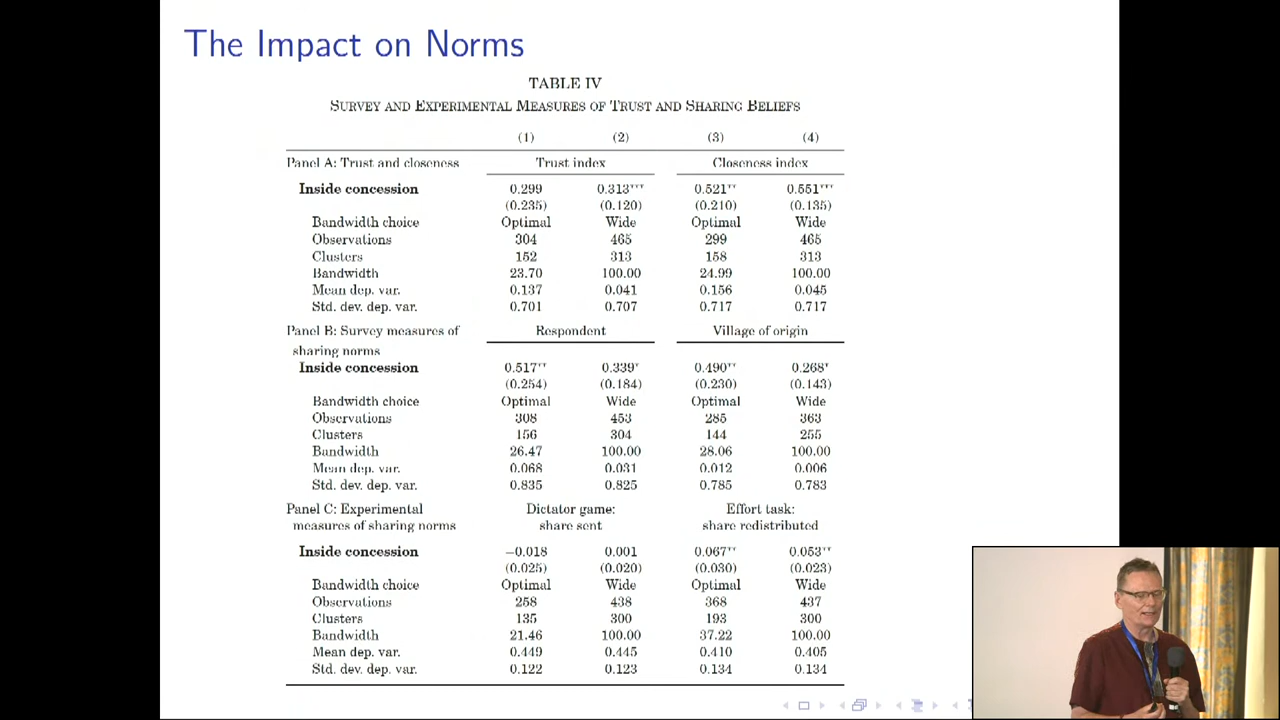 The Impact on Norms
TABLE IV
SURVEY AND EXPERIMENTAL MEASURES OF TRUST AND SHARING BELIEFS
(1) (2) (3) (4)
Panel A: Trust and closeness Trust index Closeness index
Inside concession 0.299 0.313*** 0.521** 0.551***
(0.235) (0.120) (0.210) (0.135)
Bandwidth choice Optimal Wide Optimal Wide
Observations 304 465 299 465
Clusters 152 313 158 313
Bandwidth 23.70 100.00 24.99 100.00
Mean dep. var. 0.137 0.041 0.156 0.045
Std. dev. dep. var. 0.701 0.707 0.717 0.717
Panel B: Survey measures of Respondent Village of origin
sharing norms
Inside concession 0.517** 0.339* 0.490** 0.268*
(0.254) (0.184) (0.230) (0.143)
Bandwidth choice Optimal Wide Optimal Wide
Observations 308 453 285 363
Clusters 156 304 144 255
Bandwidth 26.47 100.00 28.06 100.00
Mean dep. var. 0.068 0.031 0.012 0.006
Std. dev. dep. var. 0.835 0.825 0.785 0.783
Panel C: Experimental Dictator game: Effort task:
measures of sharing norms share sent share redistributed
Inside concession −0.018 0.001 0.067** 0.053**
(0.025) (0.020) (0.030) (0.023)
Bandwidth choice Optimal Wide Optimal Wide
Observations 258 438 368 437
Clusters 135 300 193 300
Bandwidth 21.46 100.00 37.22 100.00
Mean dep. var. 0.449 0.445 0.410 0.405
Std. dev. dep. var. 0.122 0.123 0.134 0.134